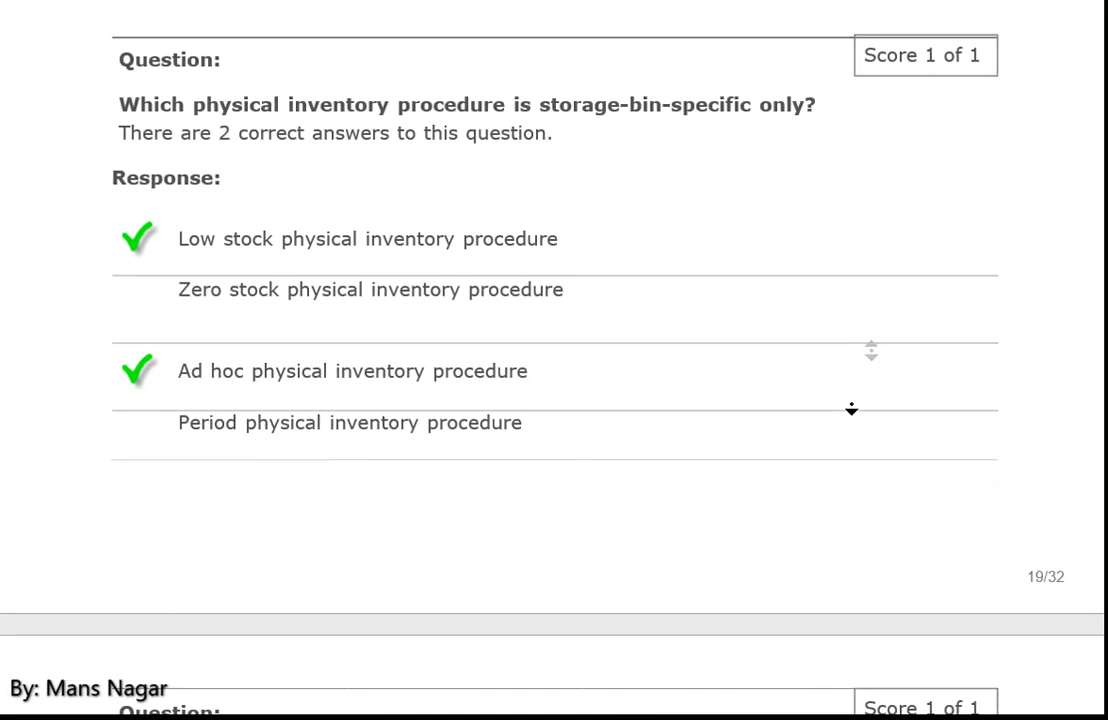 Question:
Score 1 of 1
Which physical inventory procedure is storage-bin-specific only?
There are 2 correct answers to this question.
Response:
Low stock physical inventory procedure
Zero stock physical inventory procedure
Ad hoc physical inventory procedure
Period physical inventory procedure
19/32
By: Mans Nagar
Question:
Score 1 of 1